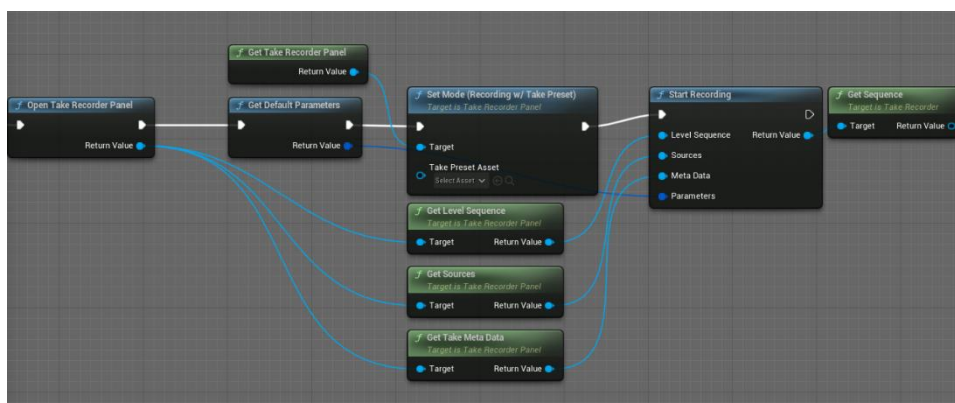 Get Take Recorder Panel
Return Value
Open Take Recorder Panel
Return Value
Get Default Parameters
Return Value
Set Mode (Recording w/ Take Preset)
Target is Take Recorder Panel
Target
Take Preset Asset
Select Asset
Start Recording
Level Sequence Return Value
Sources
Meta Data
Parameters
Get Sequence
Target is Take Recorder
Target Return Value
Get Level Sequence
Target is Take Recorder Panel
Target Return Value
Get Sources
Target is Take Recorder Panel
Target Return Value
Get Take Meta Data
Target is Take Recorder Panel
Target Return Value